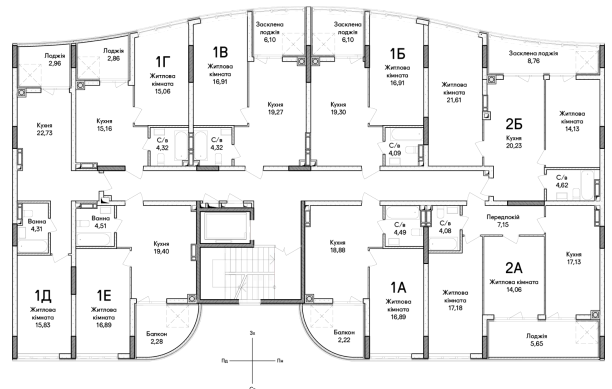 Лоджія
2,96
Лоджія
2,86
1Г
Житлова
кімната
15,06
1В
Житлова
кімната
16,91
Засклена
лоджія
6,10
Засклена
лоджія
6,10
1Б
Житлова
кімната
16,91
Житлова
кімната
21,61
Засклена лоджія
8,76
Кухня
22,73
Кухня
15,16
Кухня
19,27
Кухня
19,30
2Б
Кухня
20,23
Житлова
кімната
14,13
С/в
4,32
С/в
4,32
С/в
4,09
С/в
4,62
Ванна
4,31
Ванна
4,51
Кухня
19,40
Кухня
18,88
С/в
4,49
С/в
4,08
Передпокій
7,15
Кухня
17,13
1Д
Житлова
кімната
15,83
1Е
Житлова
кімната
16,89
1А
Житлова
кімната
16,89
Житлова
кімната
17,18
2А
Житлова кімната
14,06
Балкон
2,28
Балкон
2,22
Лоджія
5,65
Зх
Пд
Пн